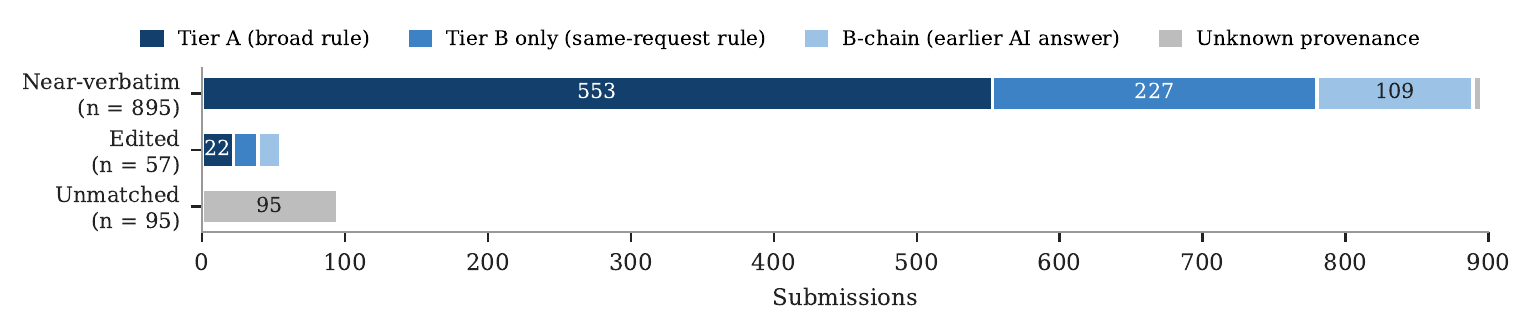 Tier A (broad rule) Tier B only (same-request rule) B-chain (earlier AI answer) Unknown provenance
Near-verbatim
(n = 895)
553 227 109
Edited
(n = 57)
22
Unmatched
(n = 95)
95
0 100 200 300 400 500 600 700 800 900
Submissions